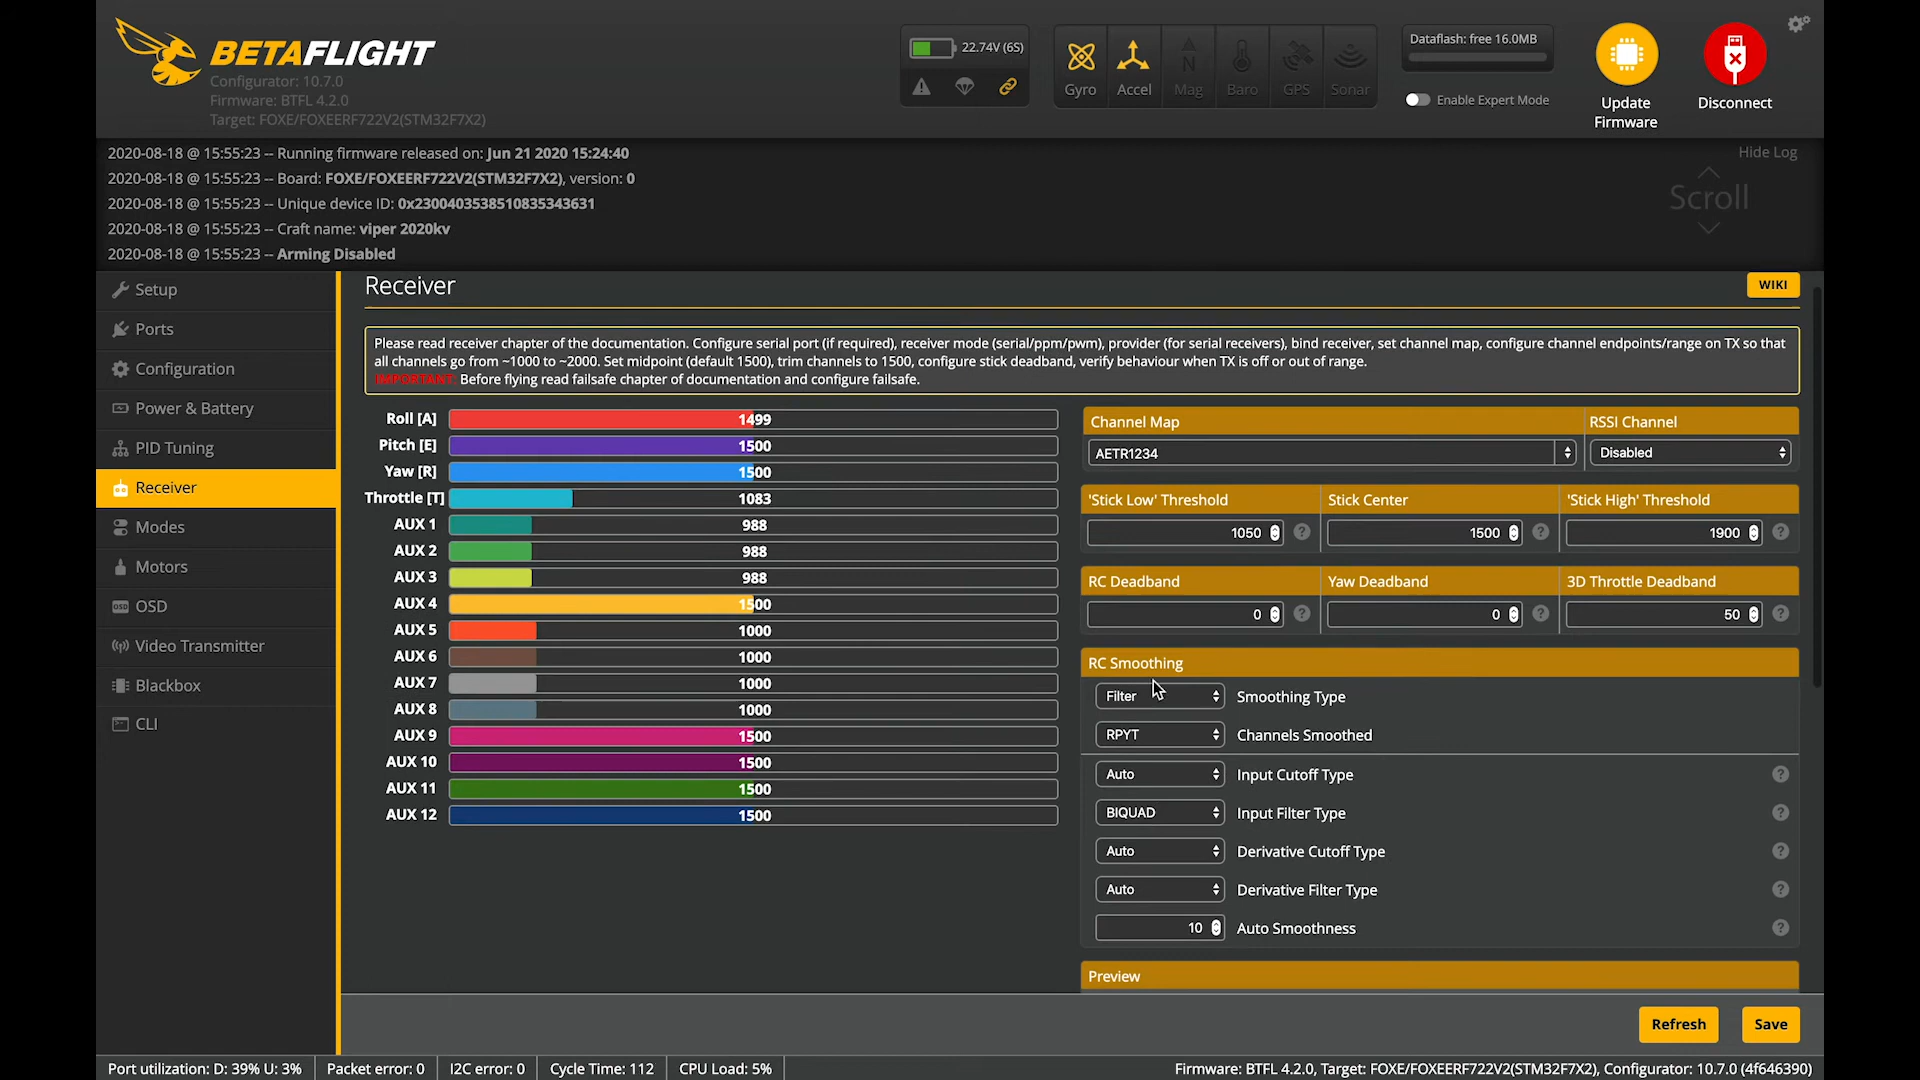 BETAFLIGHT
Configurator: 10.7.0
Firmware: BTFL 4.2.0
Target: FOXE/FOXEERF722V2(STM32F7X2)
22.74V (6S)
Gyro
Accel
N
Mag
Baro
GPS
Sonar
Dataflash: free 16.0MB
Enable Expert Mode
Update
Firmware
Disconnect
2020-08-18 @ 15:55:23 -- Running firmware released on: Jun 21 2020 15:24:40
2020-08-18 @ 15:55:23 -- Board: FOXE/FOXEERF722V2(STM32F7X2), version: 0
2020-08-18 @ 15:55:23 -- Unique device ID: 0x2300403538510835343631
2020-08-18 @ 15:55:23 -- Craft name: viper 2020kv
2020-08-18 @ 15:55:23 -- Arming Disabled
Hide Log
Scroll
Setup
Ports
Configuration
Power & Battery
PID Tuning
Receiver
Modes
Motors
OSD
Video Transmitter
Blackbox
CLI
Receiver
WIKI
Please read receiver chapter of the documentation. Configure serial port (if required), receiver mode (serial/ppm/pwm), provider (for serial receivers), bind receiver, set channel map, configure channel endpoints/range on TX so that
all channels go from ~1000 to ~2000. Set midpoint (default 1500), trim channels to 1500, configure stick deadband, verify behaviour when TX is off or out of range.
IMPORTANT: Before flying read failsafe chapter of documentation and configure failsafe.
Roll [A] 1499
Pitch [E] 1500
Yaw [R] 1500
Throttle [T] 1083
AUX 1 988
AUX 2 988
AUX 3 988
AUX 4 1500
AUX 5 1000
AUX 6 1000
AUX 7 1000
AUX 8 1000
AUX 9 1500
AUX 10 1500
AUX 11 1500
AUX 12 1500
Channel Map RSSI Channel
AETR1234 Disabled
'Stick Low' Threshold Stick Center 'Stick High' Threshold
1050 ? 1500 ? 1900 ?
RC Deadband Yaw Deadband 3D Throttle Deadband
0 ? 0 ? 50 ?
RC Smoothing
Filter Smoothing Type
RPYT Channels Smoothed
Auto Input Cutoff Type ?
BIQUAD Input Filter Type ?
Auto Derivative Cutoff Type ?
Auto Derivative Filter Type ?
10 Auto Smoothness ?
Preview
Refresh
Save
Port utilization: D: 39% U: 3% Packet error: 0 I2C error: 0 Cycle Time: 112 CPU Load: 5% Firmware: BTFL 4.2.0, Target: FOXE/FOXEERF722V2(STM32F7X2), Configurator: 10.7.0 (4f646390)